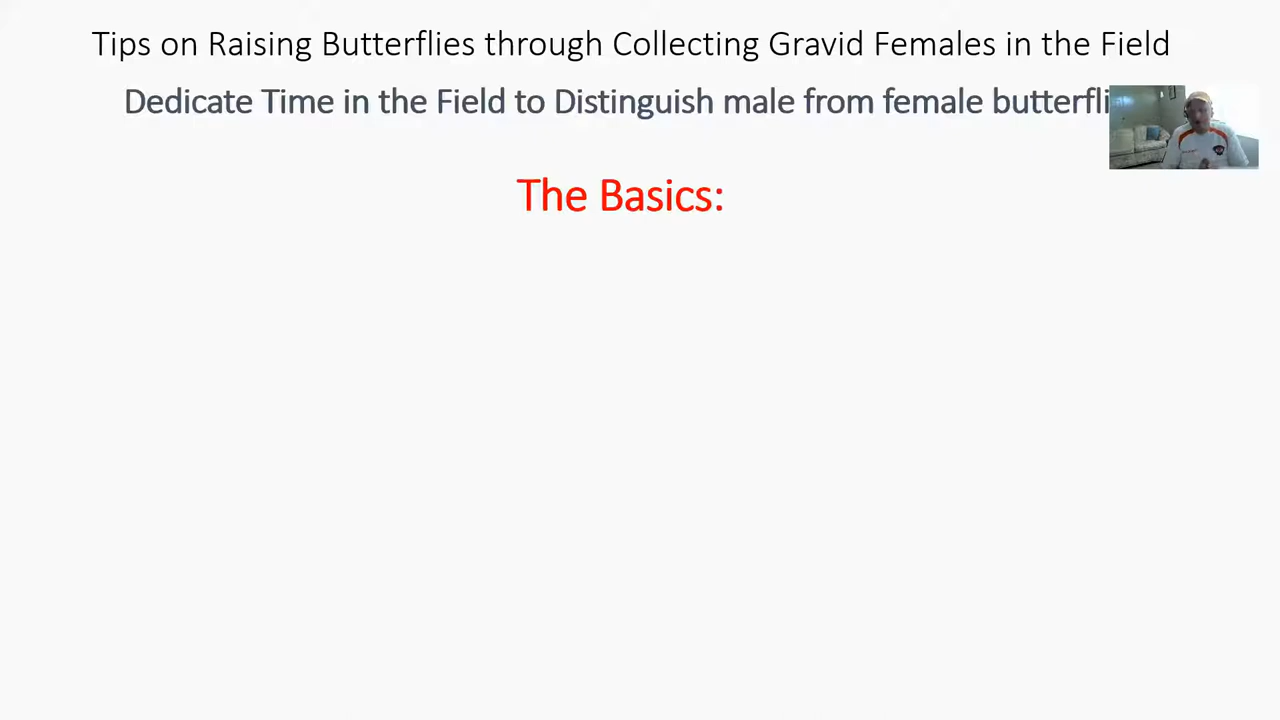 Tips on Raising Butterflies through Collecting Gravid Females in the Field
Dedicate Time in the Field to Distinguish male from female butterfli
The Basics: